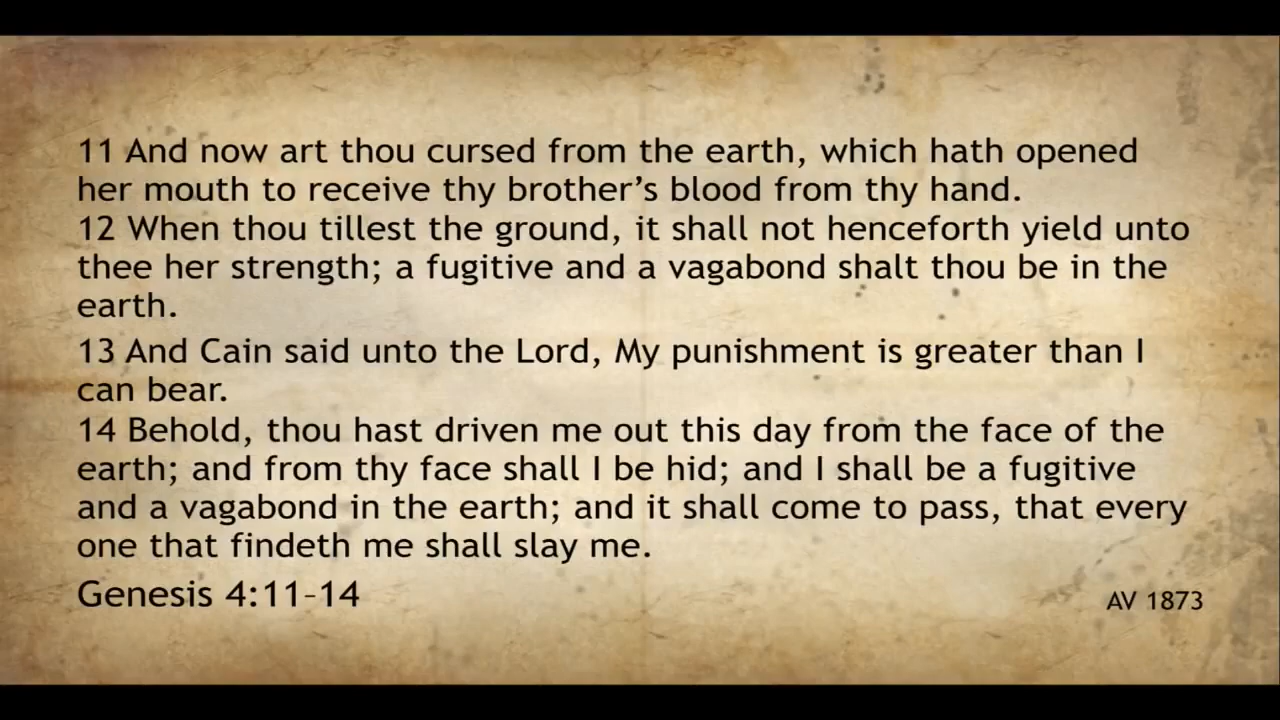 11 And now art thou cursed from the earth, which hath opened
her mouth to receive thy brother’s blood from thy hand.
12 When thou tillest the ground, it shall not henceforth yield unto
thee her strength; a fugitive and a vagabond shalt thou be in the
earth.
13 And Cain said unto the Lord, My punishment is greater than I
can bear.
14 Behold, thou hast driven me out this day from the face of the
earth; and from thy face shall I be hid; and I shall be a fugitive
and a vagabond in the earth; and it shall come to pass, that every
one that findeth me shall slay me.
Genesis 4:11–14
AV 1873